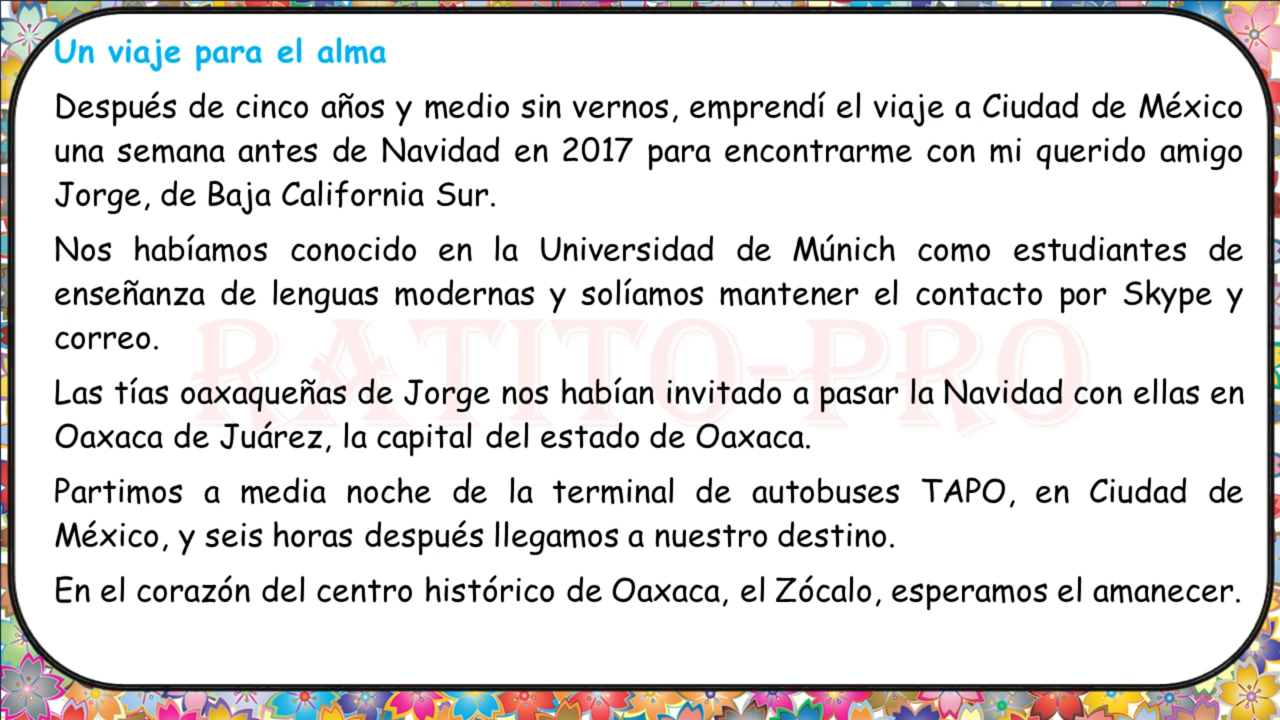 Un viaje para el alma
Después de cinco años y medio sin vernos, emprendí el viaje a Ciudad de México
una semana antes de Navidad en 2017 para encontrarme con mi querido amigo
Jorge, de Baja California Sur.
Nos habíamos conocido en la Universidad de Múnich como estudiantes de
enseñanza de lenguas modernas y solíamos mantener el contacto por Skype y
correo.
RATITO-PRO
Las tías oaxaqueñas de Jorge nos habían invitado a pasar la Navidad con ellas en
Oaxaca de Juárez, la capital del estado de Oaxaca.
Partimos a media noche de la terminal de autobuses TAPO, en Ciudad de
México, y seis horas después llegamos a nuestro destino.
En el corazón del centro histórico de Oaxaca, el Zócalo, esperamos el amanecer.